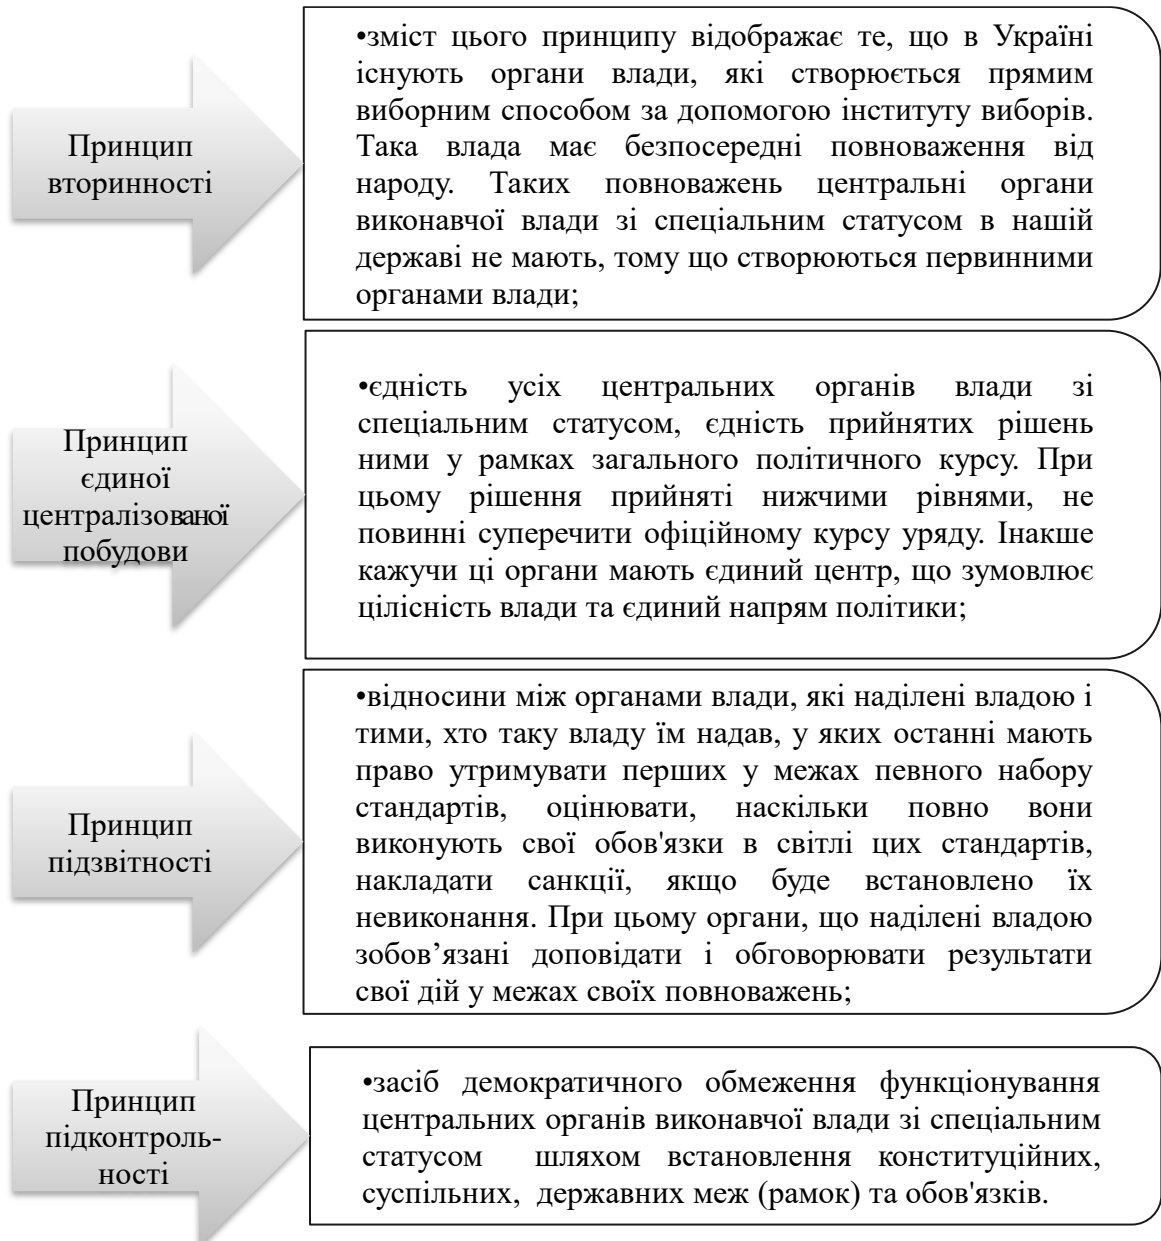 Принцип
вторинності
•зміст цього принципу відображає те, що в Україні
існують органи влади, які створюється прямим
виборним способом за допомогою інституту виборів.
Така влада має безпосередні повноваження від
народу. Таких повноважень центральні органи
виконавчої влади зі спеціальним статусом в нашій
державі не мають, тому що створюються первинними
органами влади;
Принцип
єдиної
централізованої
побудови
•єдність усіх центральних органів влади зі
спеціальним статусом, єдність прийнятих рішень
ними у рамках загального політичного курсу. При
цьому рішення прийняті нижчими рівнями, не
повинні суперечити офіційному курсу уряду. Інакше
кажучи ці органи мають єдиний центр, що зумовлює
цілісність влади та єдиний напрям політики;
Принцип
підзвітності
•відносини між органами влади, які наділені владою і
тими, хто таку владу їм надав, у яких останні мають
право утримувати перших у межах певного набору
стандартів, оцінювати, наскільки повно вони
виконують свої обов'язки в світлі цих стандартів,
накладати санкції, якщо буде встановлено їх
невиконання. При цьому органи, що наділені владою
зобов’язані доповідати і обговорювати результати
свої дій у межах своїх повноважень;
Принцип
підконтроль-
ності
•засіб демократичного обмеження функціонування
центральних органів виконавчої влади зі спеціальним
статусом шляхом встановлення конституційних,
суспільних, державних меж (рамок) та обов'язків.